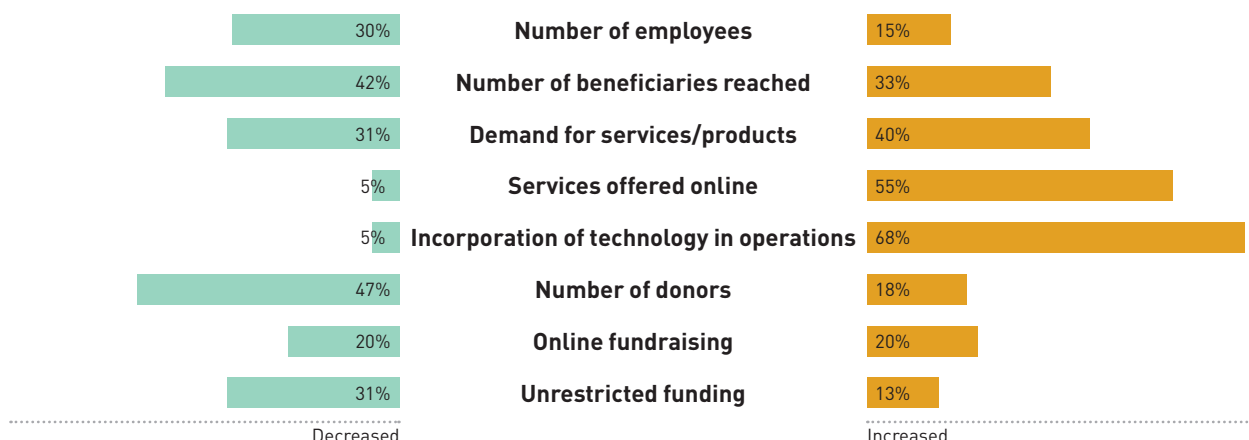 30% Number of employees 15%
42% Number of beneficiaries reached 33%
31% Demand for services/products 40%
5% Services offered online 55%
5% Incorporation of technology in operations 68%
47% Number of donors 18%
20% Online fundraising 20%
31% Unrestricted funding 13%
Decreased Increased